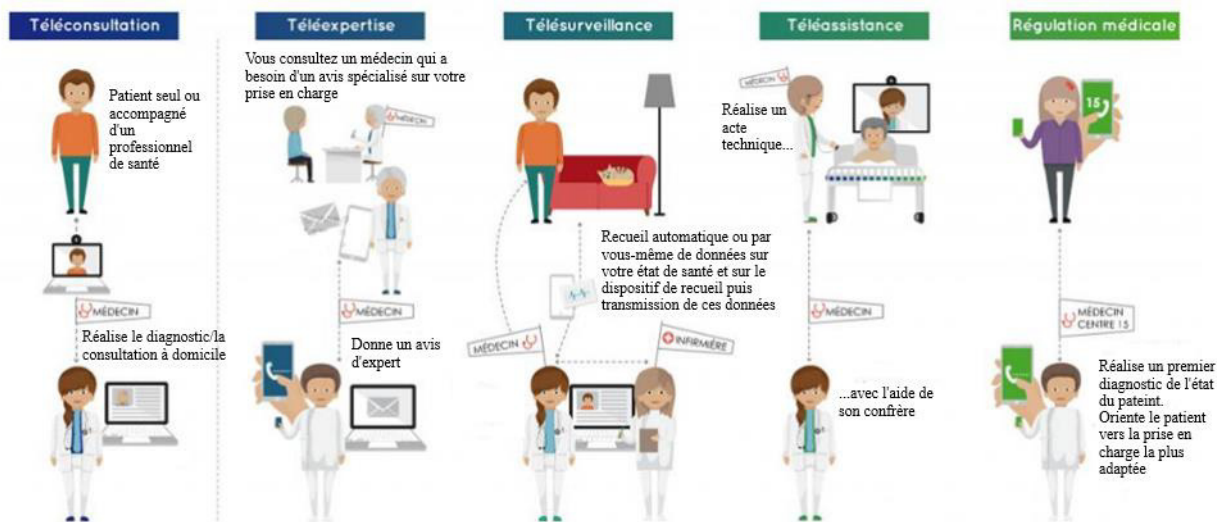 Téléconsultation
Patient seul ou
accompagné
d'un
professionnel
de santé
MÉDECIN
Réalise le diagnostic/la
consultation à domicile
Téléexpertise
Vous consultez un médecin qui a
besoin d'un avis spécialisé sur votre
prise en charge
MÉDECIN
MÉDECIN
Donne un avis
d'expert
Télésurveillance
Recueil automatique ou par
vous-même de données sur
votre état de santé et sur le
dispositif de recueil puis
transmission de ces données
MÉDECIN
INFIRMIÈRE
Téléassistance
MÉDECIN
Réalise un
acte
technique...
MÉDECIN
...avec l'aide de
son confrère
Régulation médicale
15
MÉDECIN
CENTRE 15
Réalise un premier
diagnostic de l'état
du pateint.
Oriente le patient
vers la prise en
charge la plus
adaptée